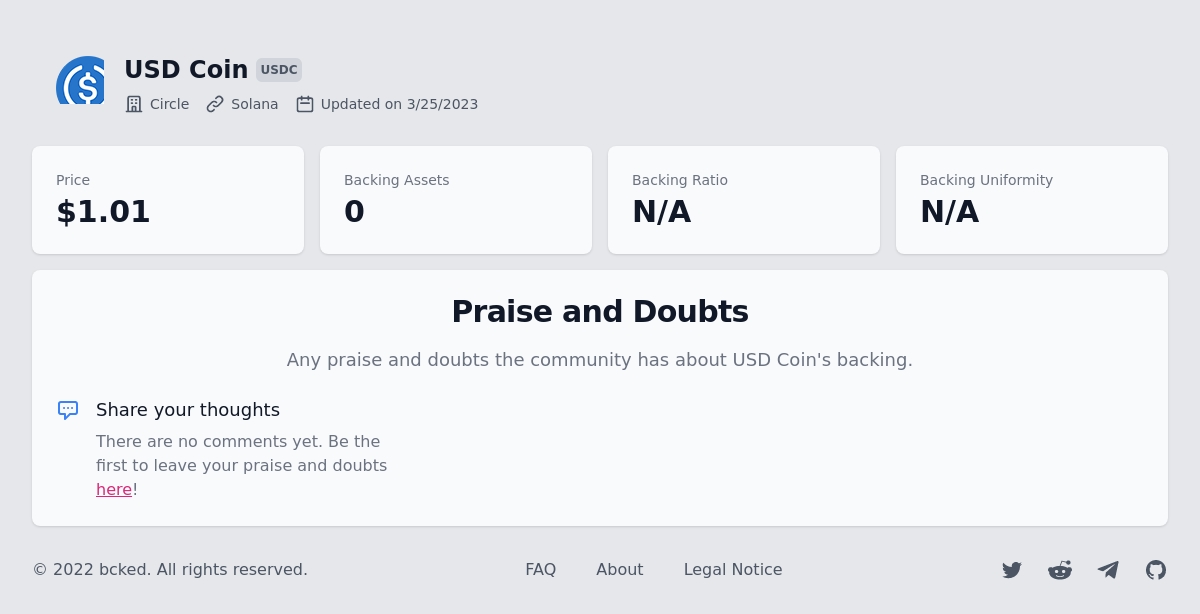 USD Coin USDC
Circle Solana Updated on 3/25/2023
Price Backing Assets Backing Ratio Backing Uniformity
$1.01 0 N/A N/A
Praise and Doubts
Any praise and doubts the community has about USD Coin's backing.
Share your thoughts
There are no comments yet. Be the
first to leave your praise and doubts
here!
© 2022 bcked. All rights reserved. FAQ About Legal Notice